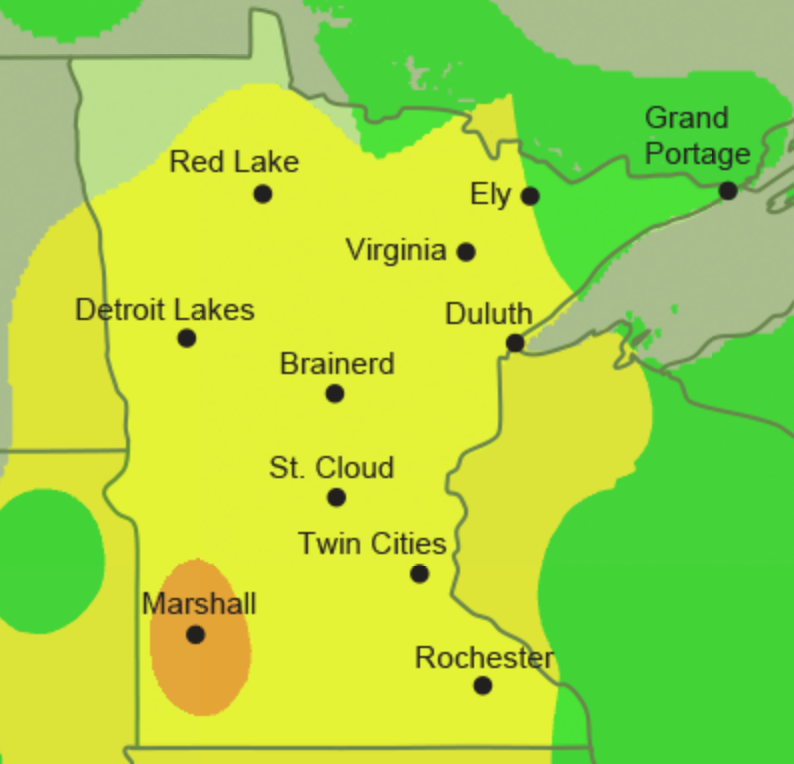 Grand
Portage
Red Lake
Ely
Virginia
Detroit Lakes
Duluth
Brainerd
St. Cloud
Twin Cities
Marshall
Rochester